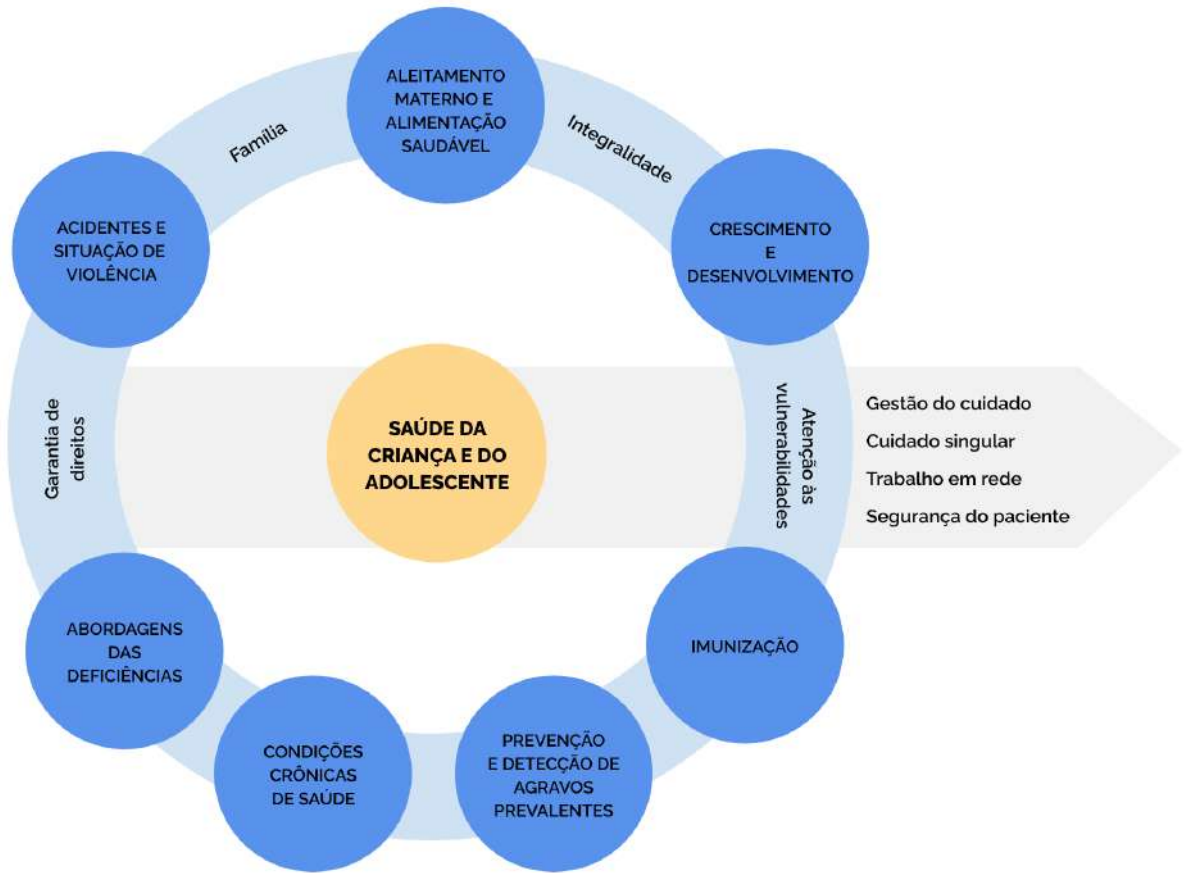 ALEITAMENTO
MATERNO E
ALIMENTAÇÃO
SAUDÁVEL
Família
Integralidade
ACIDENTES E
SITUAÇÃO DE
VIOLÊNCIA
CRESCIMENTO
E
DESENVOLVIMENTO
Garantia de
direitos
SAÚDE DA
CRIANÇA E DO
ADOLESCENTE
Atenção às
vulnerabilidades
Gestão do cuidado
Cuidado singular
Trabalho em rede
Segurança do paciente
ABORDAGENS
DAS
DEFICIÊNCIAS
IMUNIZAÇÃO
CONDIÇÕES
CRÔNICAS
DE SAÚDE
PREVENÇÃO
E DETECÇÃO DE
AGRAVOS
PREVALENTES